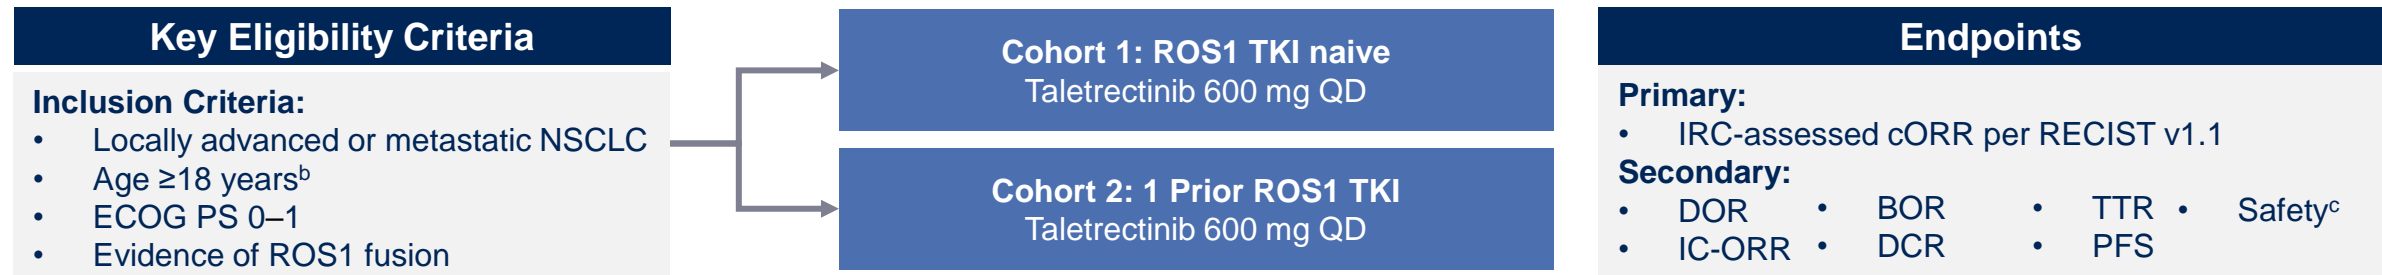 Key Eligibility Criteria
Inclusion Criteria:
• Locally advanced or metastatic NSCLC
• Age ≥18 yearsᵇ
• ECOG PS 0–1
• Evidence of ROS1 fusion
Cohort 1: ROS1 TKI naive
Taletrectinib 600 mg QD
Cohort 2: 1 Prior ROS1 TKI
Taletrectinib 600 mg QD
Endpoints
Primary:
• IRC-assessed cORR per RECIST v1.1
Secondary:
• DOR • BOR • TTR • Safetyᶜ
• IC-ORR • DCR • PFS